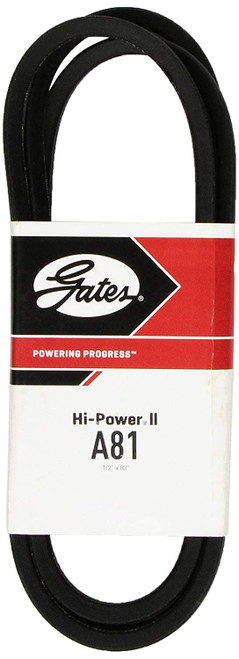 Gates®
POWERING PROGRESS™
Hi-Power® II
A81